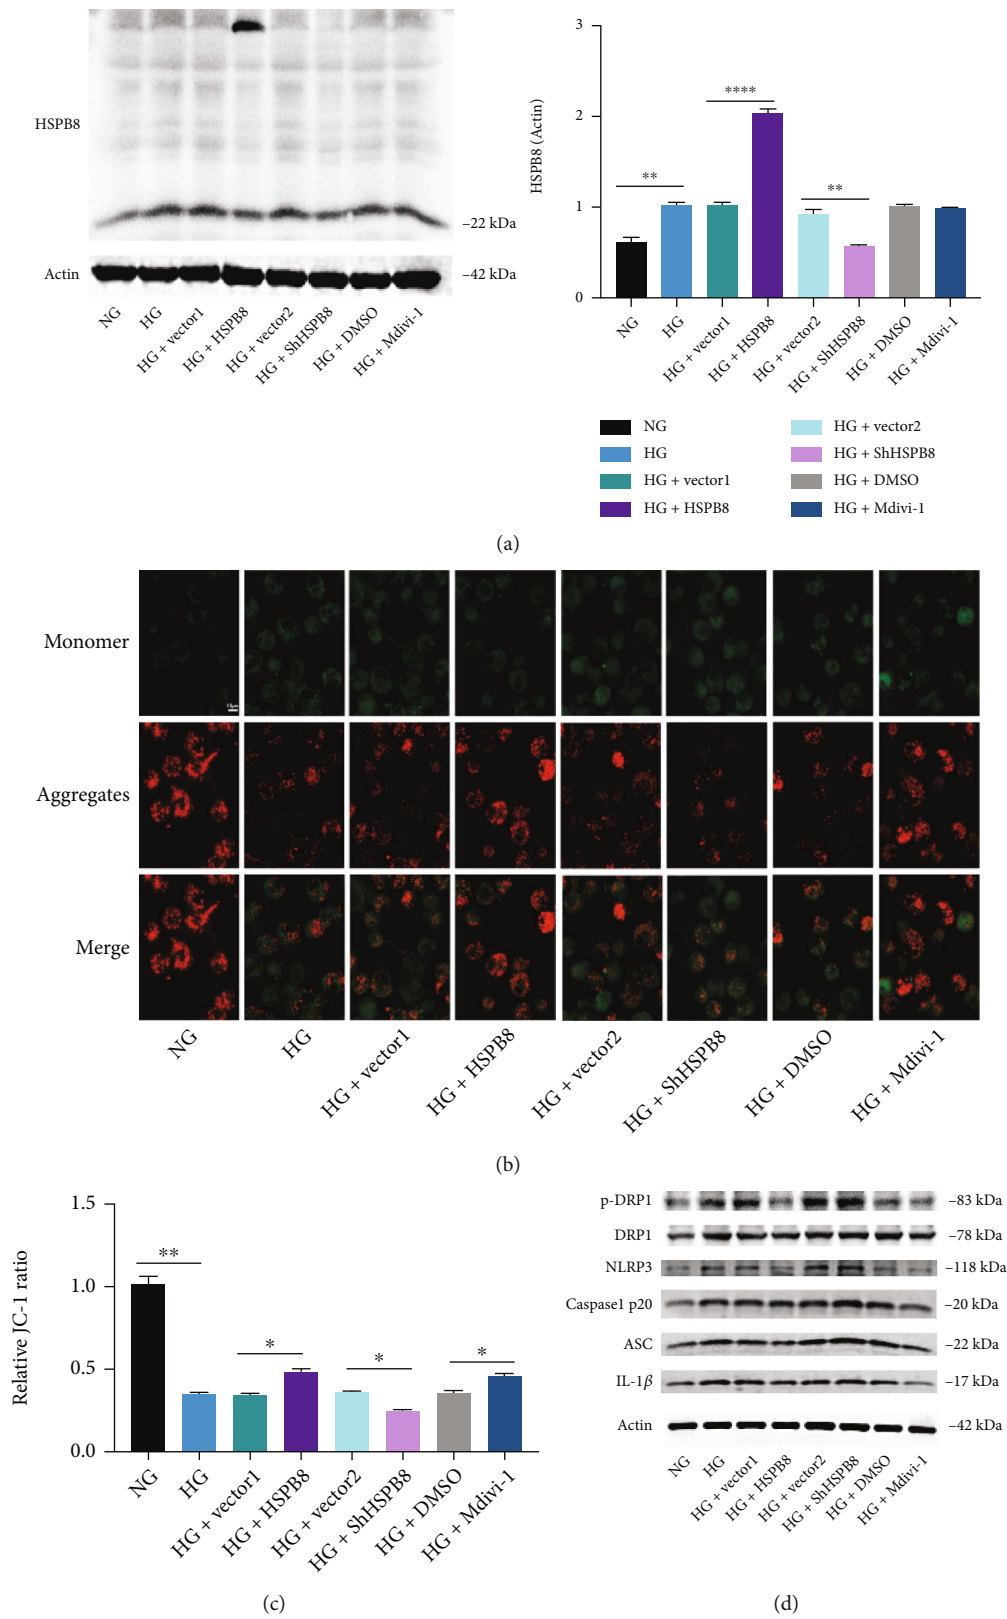 HSPB8
–22 kDa
Actin
–42 kDa
NG
HG
HG + vector1
HG + HSPB8
HG + vector2
HG + ShHSPB8
HG + DMSO
HG + Mdivi-1
HSPB8 (Actin)
3
2
1
0
**
****
**
NG
HG
HG + vector1
HG + HSPB8
HG + vector2
HG + ShHSPB8
HG + DMSO
HG + Mdivi-1
NG
HG
HG + vector1
HG + HSPB8
HG + vector2
HG + ShHSPB8
HG + DMSO
HG + Mdivi-1
(a)
Monomer
Aggregates
Merge
NG
HG
HG + vector1
HG + HSPB8
HG + vector2
HG + ShHSPB8
HG + DMSO
HG + Mdivi-1
(b)
Relative JC-1 ratio
1.5
1.0
0.5
0.0
**
*
*
*
NG
HG
HG + vector1
HG + HSPB8
HG + vector2
HG + ShHSPB8
HG + DMSO
HG + Mdivi-1
(c)
p-DRP1
–83 kDa
DRP1
–78 kDa
NLRP3
–118 kDa
Caspase1 p20
–20 kDa
ASC
–22 kDa
IL-1β
–17 kDa
Actin
–42 kDa
NG
HG
HG + vector1
HG + HSPB8
HG + vector2
HG + ShHSPB8
HG + DMSO
HG + Mdivi-1
(d)